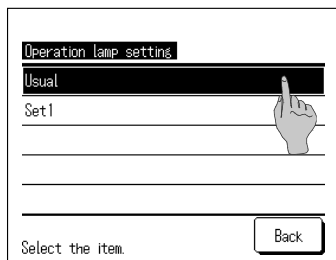 Operation lamp setting
Usual
Set1
Select the item.
Back